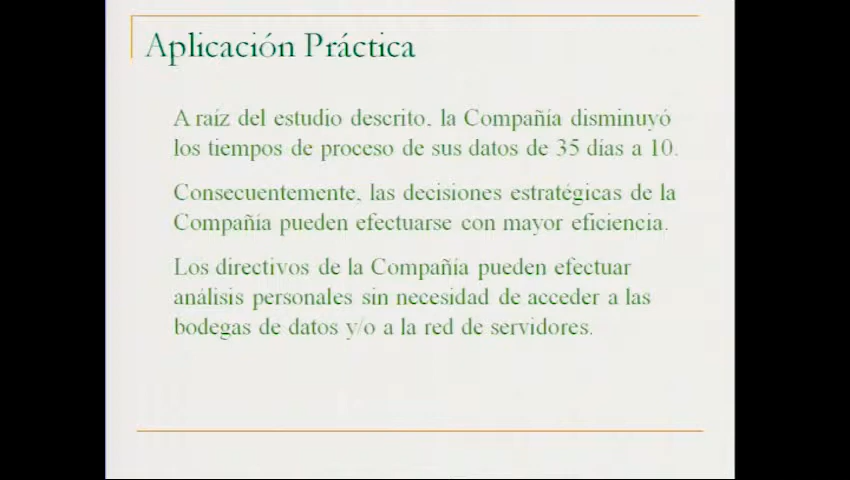 Aplicación Práctica
A raíz del estudio descrito, la Compañía disminuyó
los tiempos de proceso de sus datos de 35 días a 10.
Consecuentemente, las decisiones estratégicas de la
Compañía pueden efectuarse con mayor eficiencia.
Los directivos de la Compañía pueden efectuar
análisis personales sin necesidad de acceder a las
bodegas de datos y/o a la red de servidores.